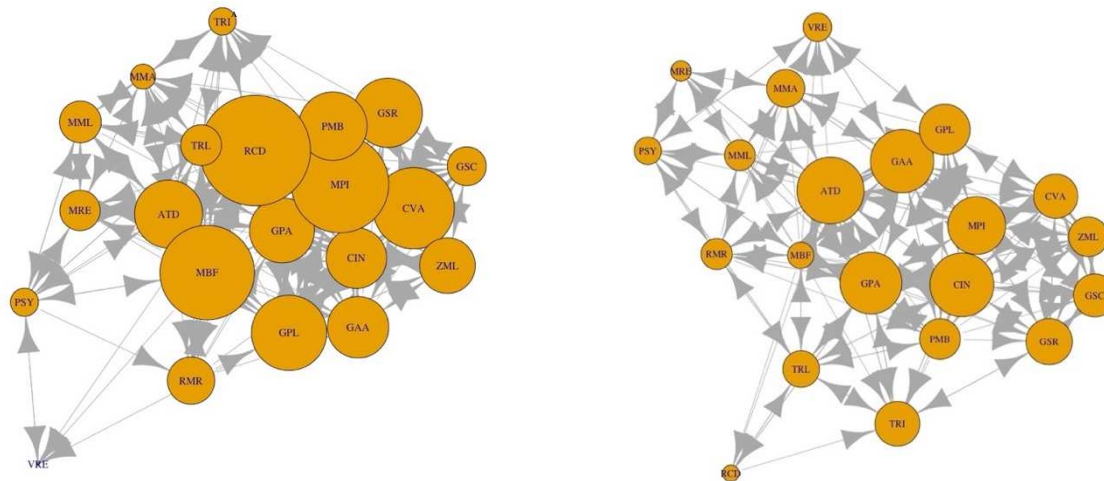 TRI
A
MMA
MML
TRL
RCD
PMB
GSR
GSC
MPI
MRE
ATD
GPA
CVA
MBF
CIN
ZML
PSY
GPL
GAA
RMR
VRE
VRE
MRE
MMA
GPL
PSY
MML
GAA
ATD
CVA
MPI
ZML
RMR
MBF
GPA
CIN
GSC
PMB
GSR
TRL
TRI
RCD